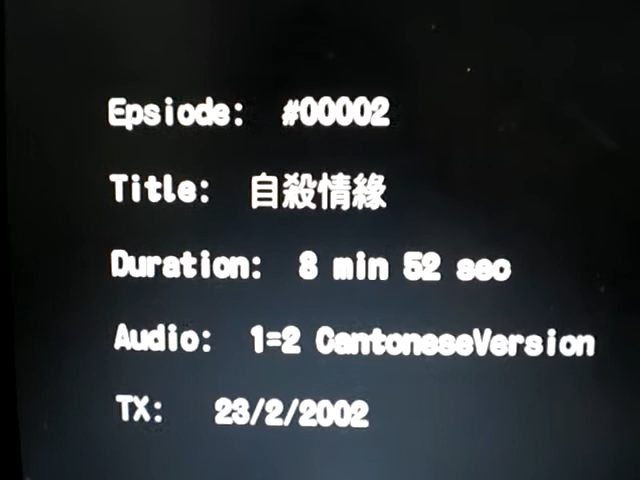 Epsiode: #00002
Title: 自殺情緣
Duration: 8 min 52 sec
Audio: 1=2 CantoneseVersion
TX: 23/2/2002